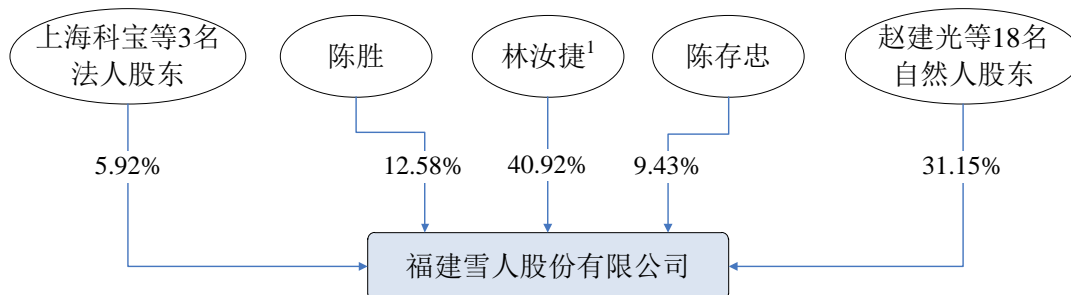 上海科宝等3名
法人股东
陈胜
林汝捷¹
陈存忠
赵建光等18名
自然人股东
5.92%
12.58%
40.92%
9.43%
31.15%
福建雪人股份有限公司